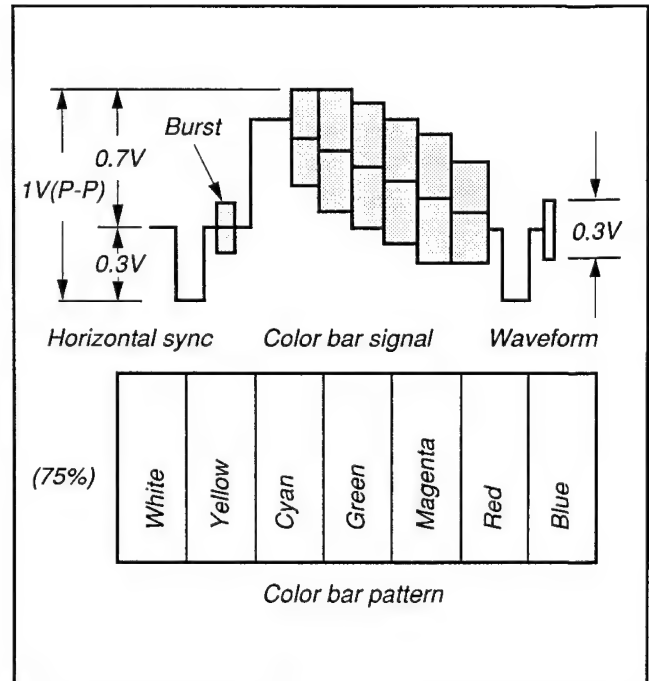 Burst
0.7V
1V(P-P)
0.3V
0.3V
Horizontal sync
Color bar signal
Waveform
(75%)
White
Yellow
Cyan
Green
Magenta
Red
Blue
Color bar pattern